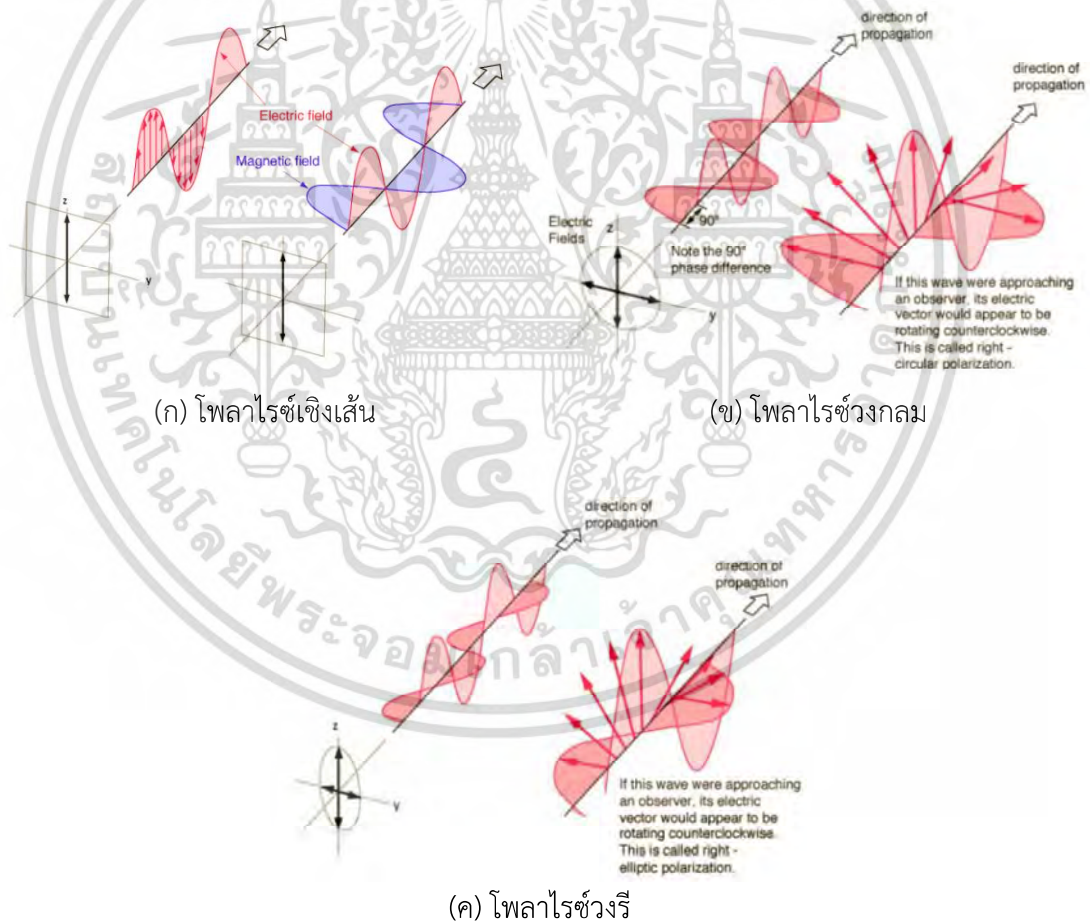 z
y
Electric field
Magnetic field
(ก) โพลาไรซ์เชิงเส้น
direction of
propagation
Electric
Fields
z
y
90°
Note the 90°
phase difference
direction of
propagation
If this wave were approaching
an observer, its electric
vector would appear to be
rotating counterclockwise.
This is called right -
circular polarization.
(ข) โพลาไรซ์วงกลม
direction of
propagation
z
y
direction of
propagation
If this wave were approaching
an observer, its electric
vector would appear to be
rotating counterclockwise.
This is called right -
elliptic polarization.
(ค) โพลาไรซ์วงรี